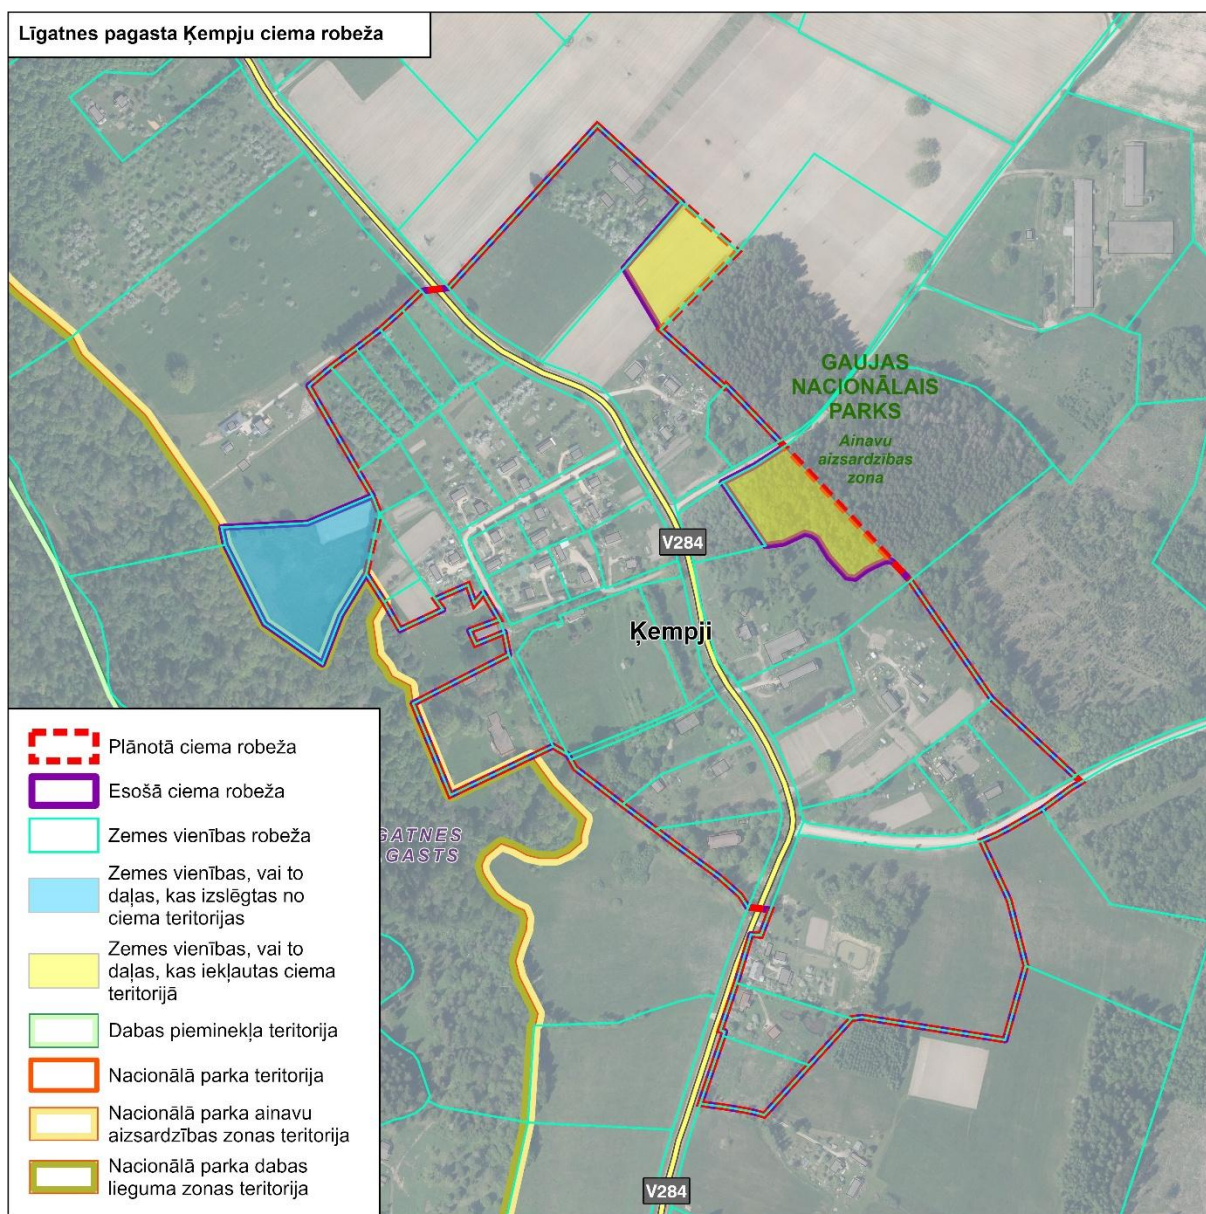 Līgatnes pagasta Ķempju ciema robeža
GAUJAS
NACIONĀLAIS
PARKS
Ainavu
aizsardzības
zona
V284
Ķempji
GATNES
GASTS
Plānotā ciema robeža
Esošā ciema robeža
Zemes vienības robeža
Zemes vienības, vai to
daļas, kas izslēgtas no
ciema teritorijas
Zemes vienības, vai to
daļas, kas iekļautas ciema
teritorijā
Dabas pieminekļa teritorija
Nacionālā parka teritorija
Nacionālā parka ainavu
aizsardzības zonas teritorija
Nacionālā parka dabas
lieguma zonas teritorija
V284